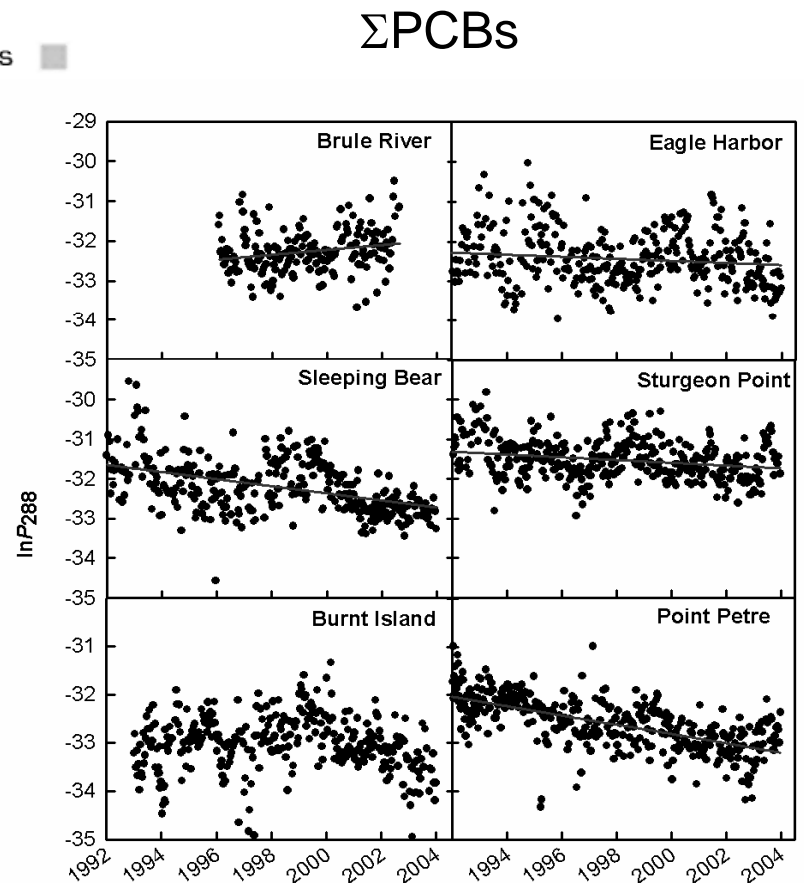 ΣPCBs
s
-29
Brule River
Eagle Harbor
-30
-31
-32
-33
-34
-35
Sleeping Bear
Sturgeon Point
-30
-31
-32
-33
-34
-35
lnP288
Burnt Island
Point Petre
-31
-32
-33
-34
-35
1992 1994 1996 1998 2000 2002 2004 1994 1996 1998 2000 2002 2004